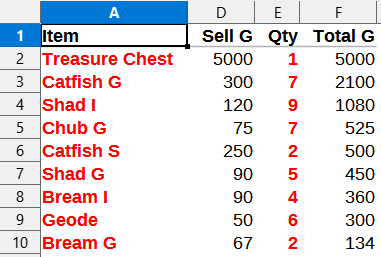 A D E F
1 Item Sell G Qty Total G
2 Treasure Chest 5000 1 5000
3 Catfish G 300 7 2100
4 Shad I 120 9 1080
5 Chub G 75 7 525
6 Catfish S 250 2 500
7 Shad G 90 5 450
8 Bream I 90 4 360
9 Geode 50 6 300
10 Bream G 67 2 134